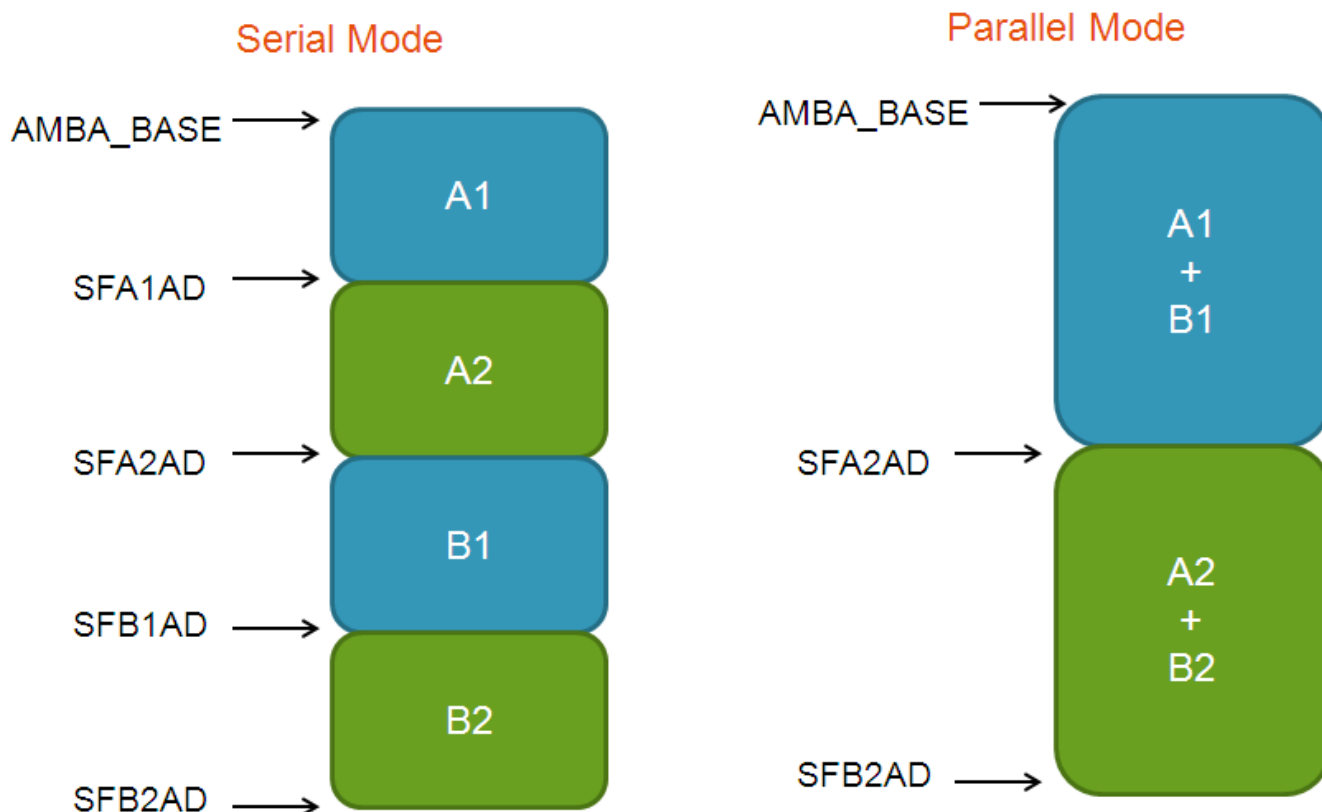 Serial Mode
AMBA_BASE
A1
SFA1AD
A2
SFA2AD
B1
SFB1AD
B2
SFB2AD
Parallel Mode
AMBA_BASE
A1
+
B1
SFA2AD
A2
+
B2
SFB2AD